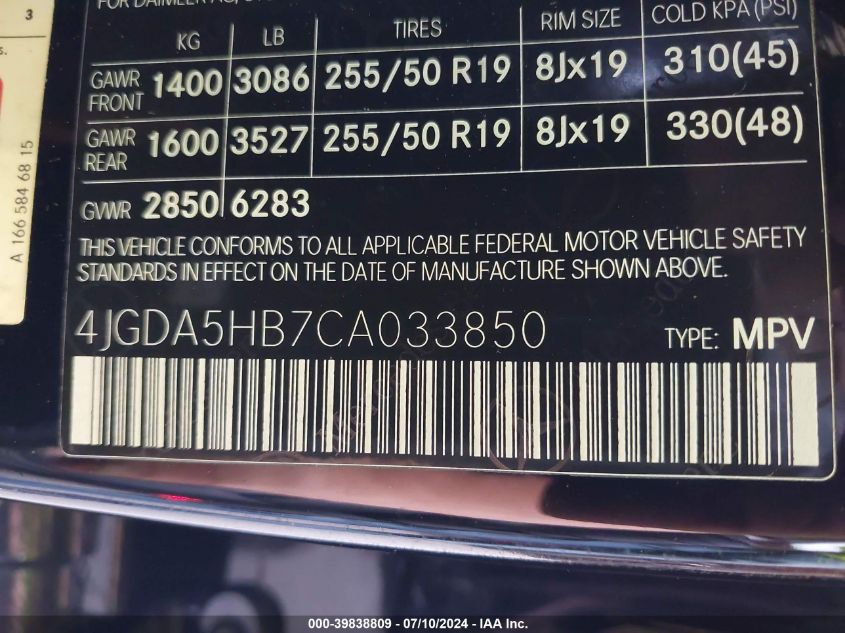 FOR DAIMLER AG,
KG LB TIRES RIM SIZE COLD KPA (PSI)
GAWR FRONT 1400 3086 255/50 R19 8Jx19 310(45)
GAWR REAR 1600 3527 255/50 R19 8Jx19 330(48)
GVWR 2850 6283
THIS VEHICLE CONFORMS TO ALL APPLICABLE FEDERAL MOTOR VEHICLE SAFETY
STANDARDS IN EFFECT ON THE DATE OF MANUFACTURE SHOWN ABOVE.
4JGDA5HB7CA033850 TYPE: MPV
3
s.
A 166 584 68 15
000-39838809 / 07/10/2024 - IAA Inc.